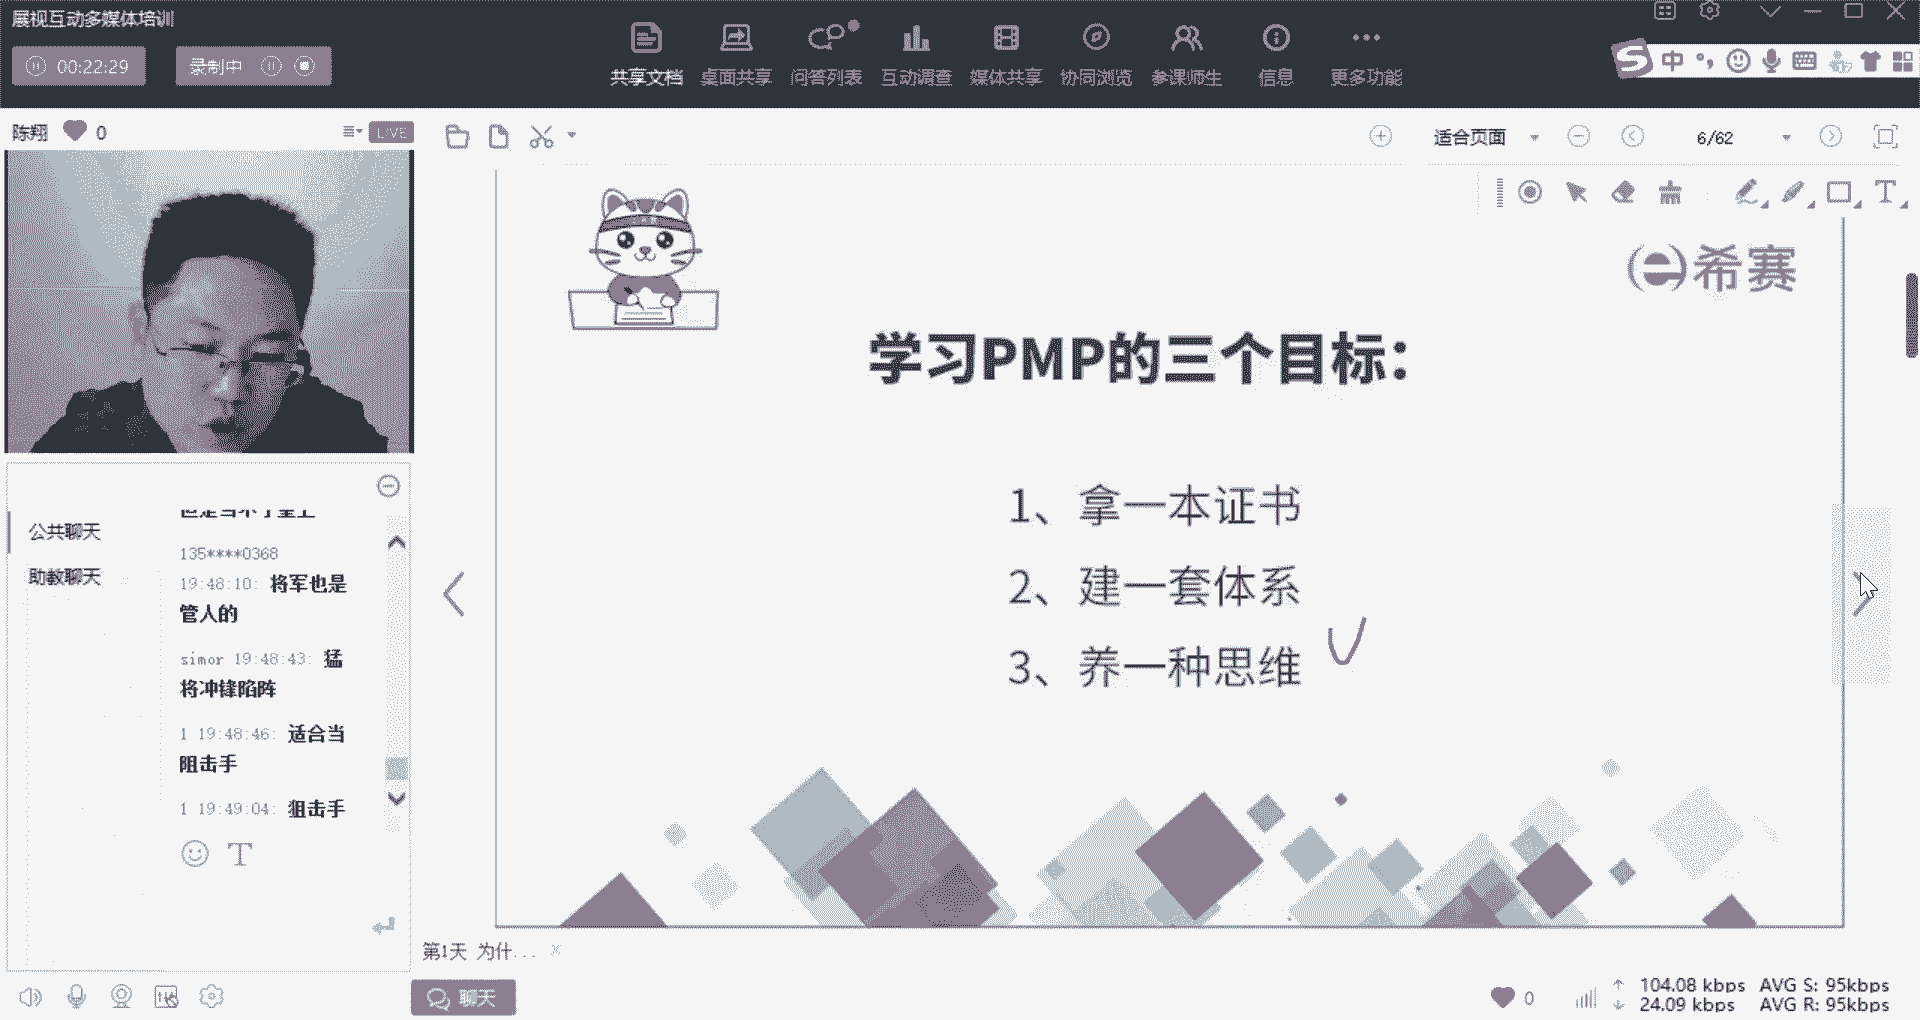 展视互动多媒体培训
00:22:29
录制中
共享文档
桌面共享
问答列表
互动调查
媒体共享
协同浏览
参课师生
信息
更多功能
中
陈翔
0
LIVE
适合页面
6/62
希赛
学习PMP的三个目标：
1、拿一本证书
2、建一套体系
3、养一种思维
公共聊天
助教聊天
135****0368
19:48:10: 将军也是
管人的
simor 19:48:43: 猛
将冲锋陷阵
1 19:48:46: 适合当
阻击手
1 19:49:04: 狙击手
T
第1天 为什...
聊天
0
104.08 kbps AVG S: 95kbps
24.09 kbps AVG R: 95kbps